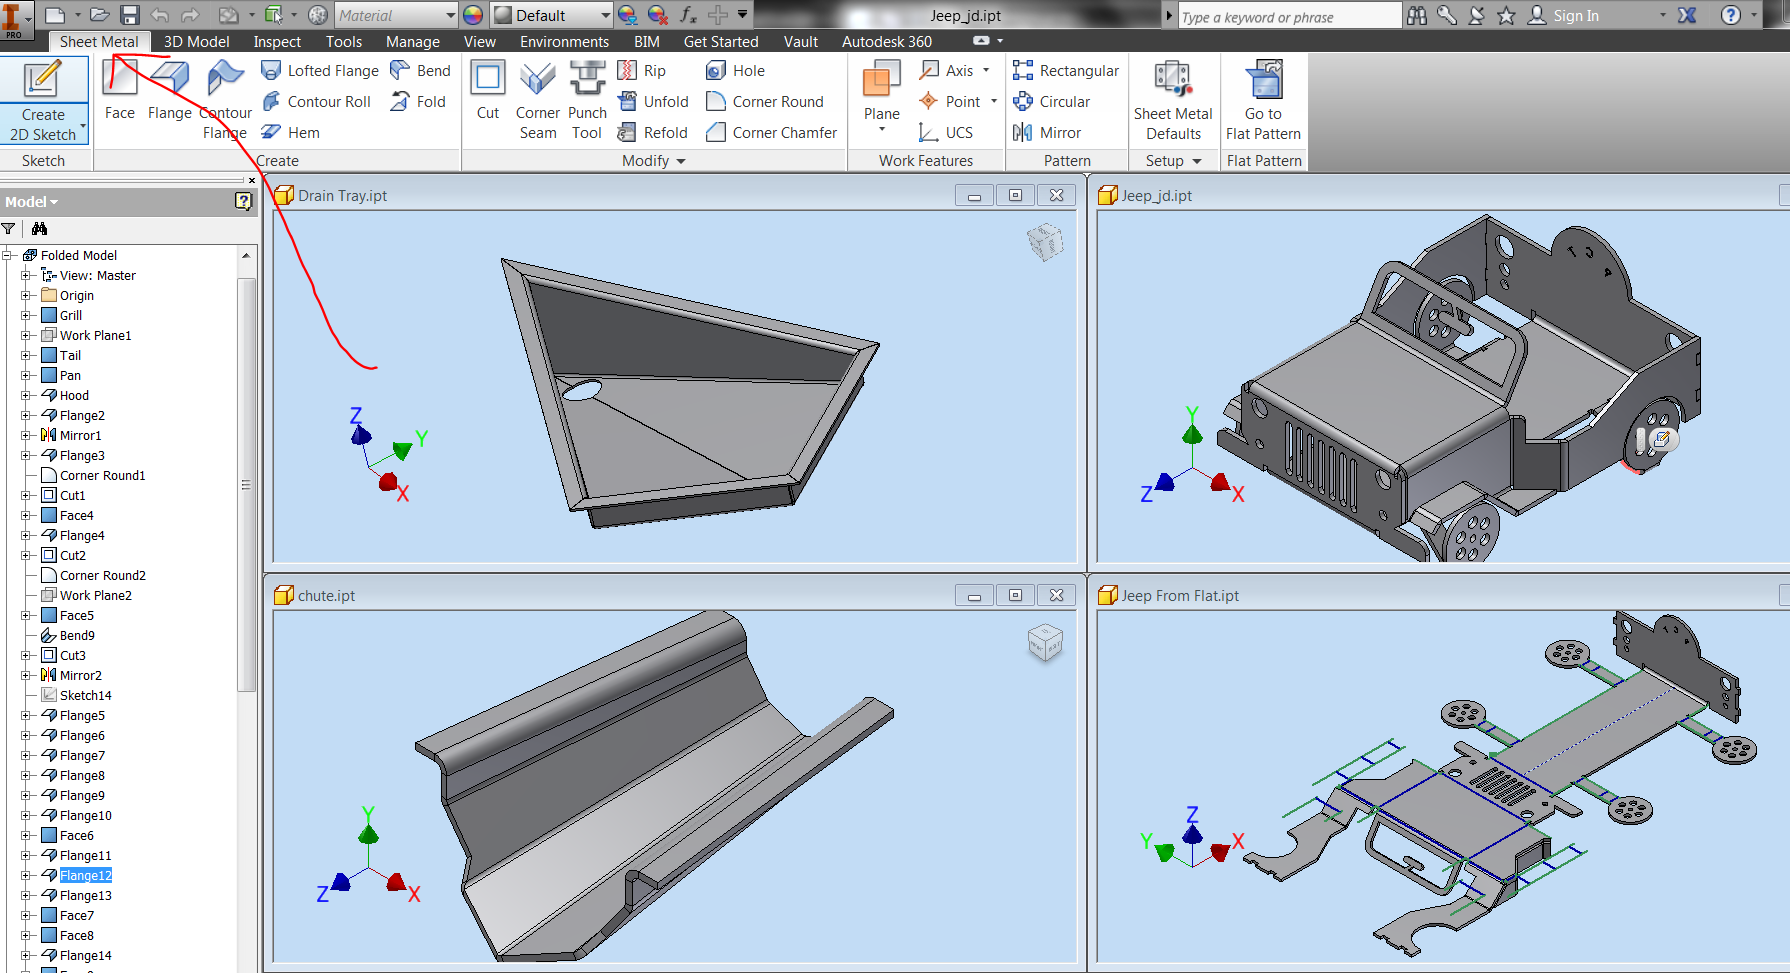 PRO
Material
Default
Jeep_jd.ipt
Type a keyword or phrase
Sign In
Sheet Metal
3D Model
Inspect
Tools
Manage
View
Environments
BIM
Get Started
Vault
Autodesk 360
Create
2D Sketch
Face
Flange
Contour
Flange
Lofted Flange
Contour Roll
Hem
Bend
Fold
Cut
Corner
Seam
Punch
Tool
Rip
Unfold
Refold
Hole
Corner Round
Corner Chamfer
Plane
Axis
Point
UCS
Rectangular
Circular
Mirror
Sheet Metal
Defaults
Go to
Flat Pattern
Sketch
Create
Modify
Work Features
Pattern
Setup
Flat Pattern
Model
Folded Model
View: Master
Origin
Grill
Work Plane1
Tail
Pan
Hood
Flange2
Mirror1
Flange3
Corner Round1
Cut1
Face4
Flange4
Cut2
Corner Round2
Work Plane2
Face5
Bend9
Cut3
Mirror2
Sketch14
Flange5
Flange6
Flange7
Flange8
Flange9
Flange10
Face6
Flange11
Flange12
Flange13
Face7
Face8
Flange14
Drain Tray.ipt
Z
Y
X
Jeep_jd.ipt
Y
Z
X
chute.ipt
Y
Z
X
Jeep From Flat.ipt
Z
Y
X